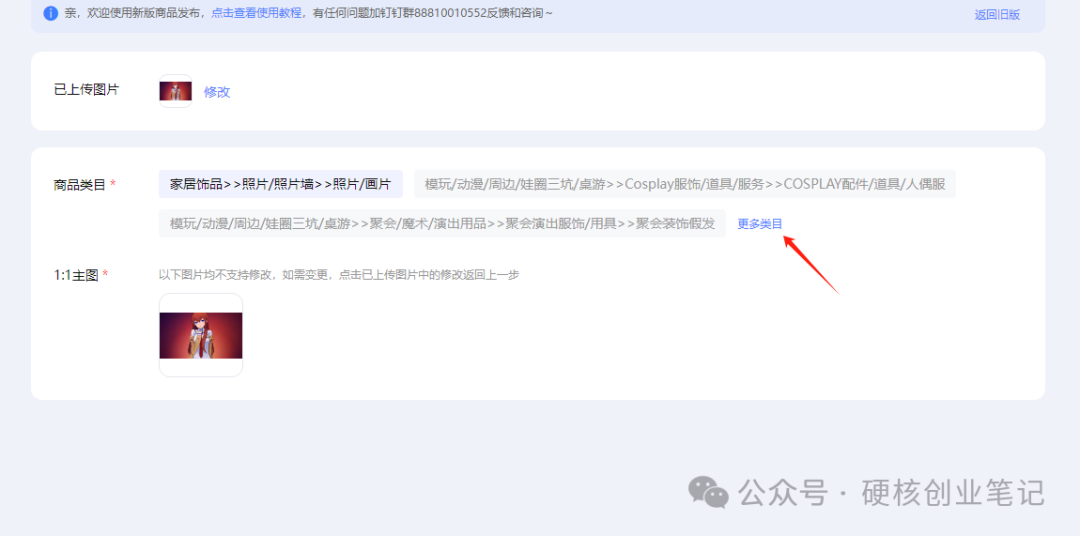 亲，欢迎使用新版商品发布，点击查看使用教程，有任何问题加钉钉群88810010552反馈和咨询～ 返回旧版
已上传图片 修改
商品类目 * 家居饰品>>照片/照片墙>>照片/画片 模玩/动漫/周边/娃圈三坑/桌游>>Cosplay服饰/道具/服务>>COSPLAY配件/道具/人偶服
模玩/动漫/周边/娃圈三坑/桌游>>聚会/魔术/演出用品>>聚会演出服饰/用具>>聚会装饰假发 更多类目
1:1主图 * 以下图片均不支持修改，如需变更，点击已上传图片中的修改返回上一步
公众号 · 硬核创业笔记